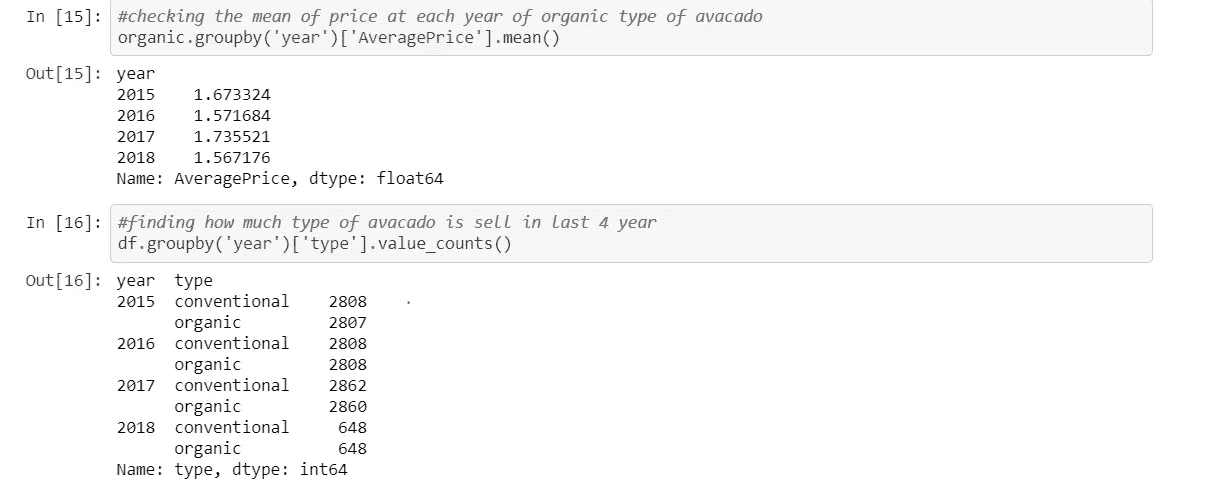 In [15]: #checking the mean of price at each year of organic type of avacado
organic.groupby('year')['AveragePrice'].mean()
Out[15]: year
2015    1.673324
2016    1.571684
2017    1.735521
2018    1.567176
Name: AveragePrice, dtype: float64
In [16]: #finding how much type of avacado is sell in last 4 year
df.groupby('year')['type'].value_counts()
Out[16]: year  type
2015  conventional    2808
organic         2807
2016  conventional    2808
organic         2808
2017  conventional    2862
organic         2860
2018  conventional     648
organic          648
Name: type, dtype: int64